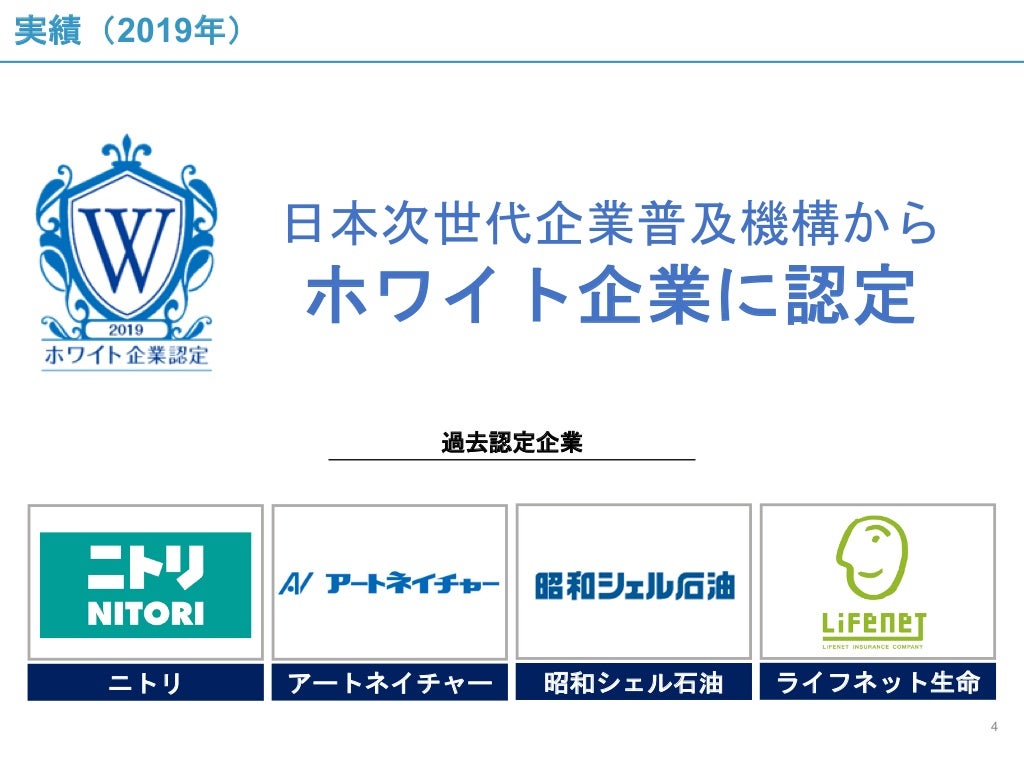 実績（2019年）
W
2019
ホワイト企業認定
日本次世代企業普及機構から
ホワイト企業に認定
過去認定企業
ニトリ
NITORI
ニトリ
アートネイチャー
アートネイチャー
昭和シェル石油
昭和シェル石油
LiFENET
LIFENET INSURANCE COMPANY
ライフネット生命
4